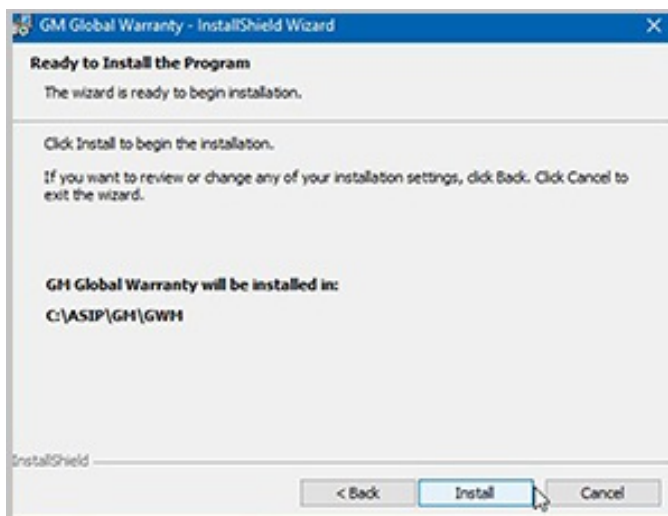 GM Global Warranty - InstallShield Wizard
Ready to Install the Program
The wizard is ready to begin installation.
Click Install to begin the installation.
If you want to review or change any of your installation settings, click Back. Click Cancel to
exit the wizard.
GM Global Warranty will be installed in:
C:\ASIP\GM\GWM
InstallShield
< Back
Install
Cancel